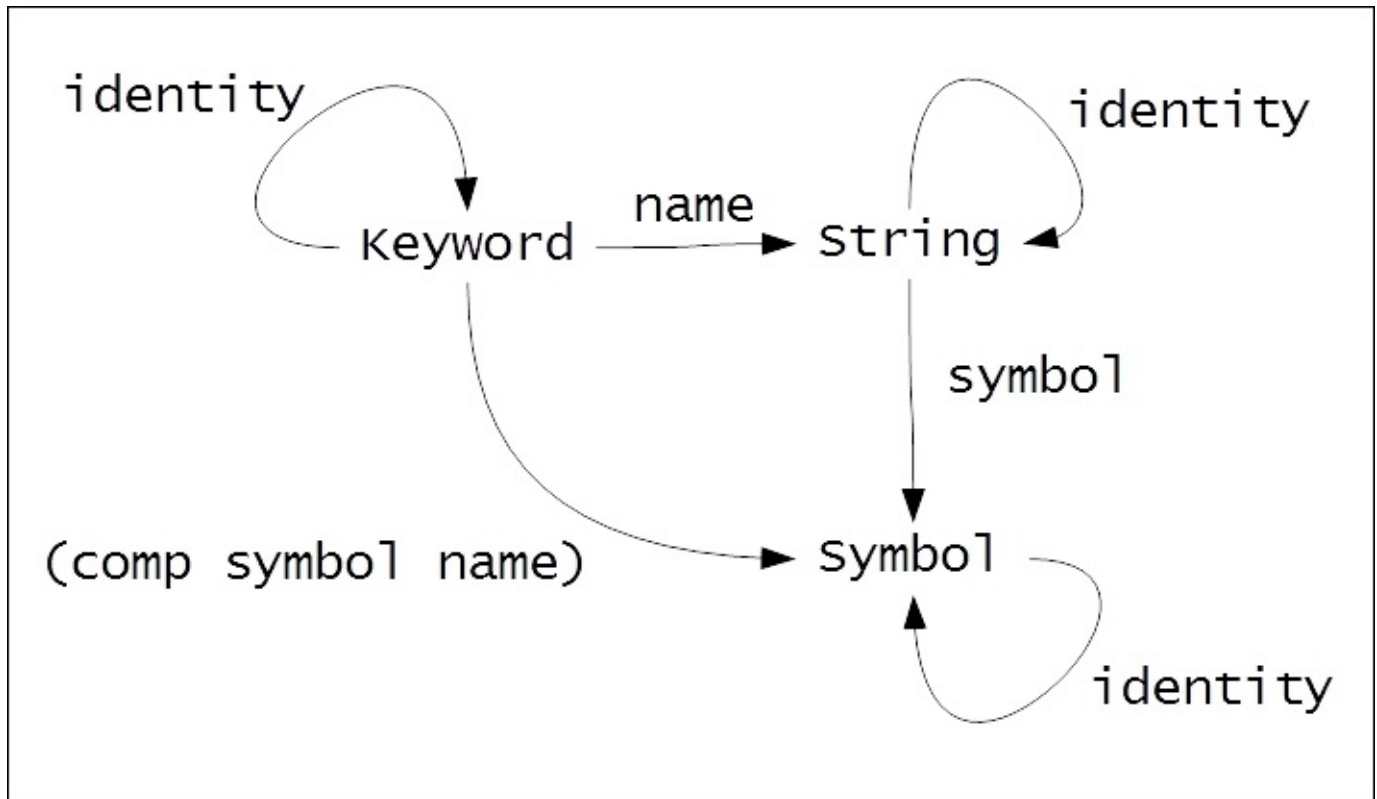 identity
identity
name
Keyword
String
symbol
(comp symbol name)
Symbol
identity